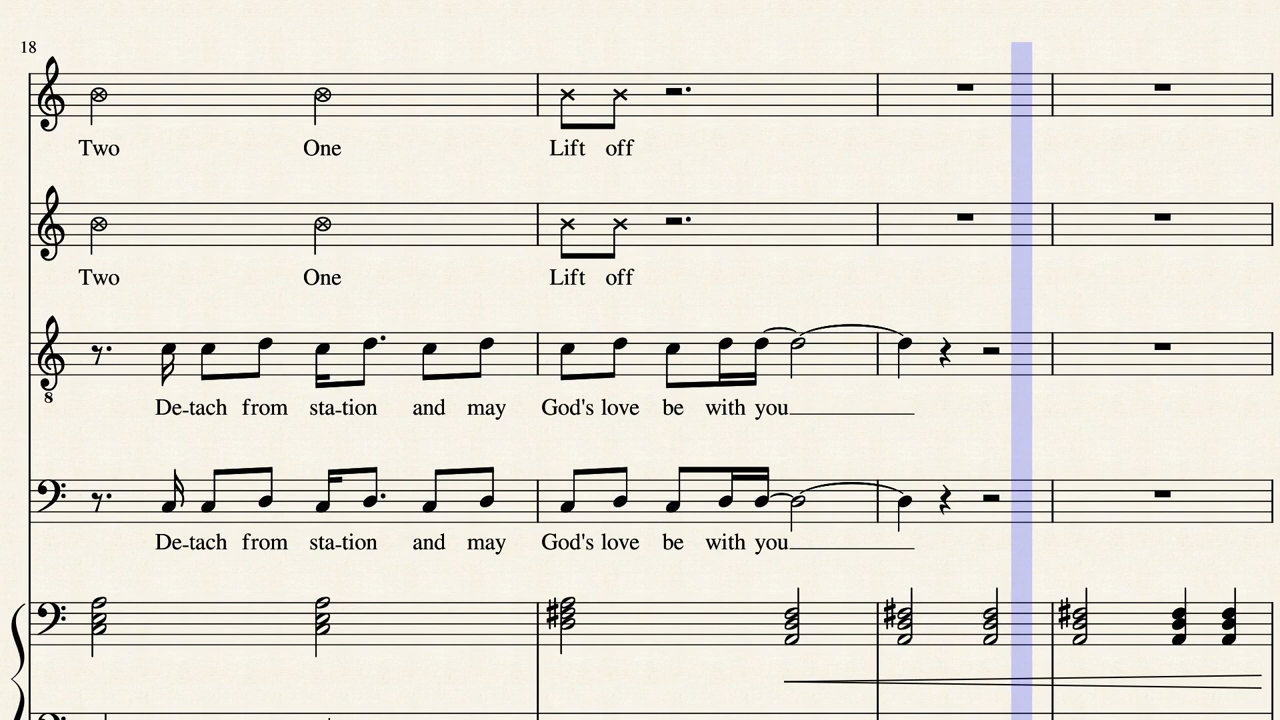 18
Two One Lift off
Two One Lift off
8
De-tach from sta-tion and may God's love be with you
De-tach from sta-tion and may God's love be with you